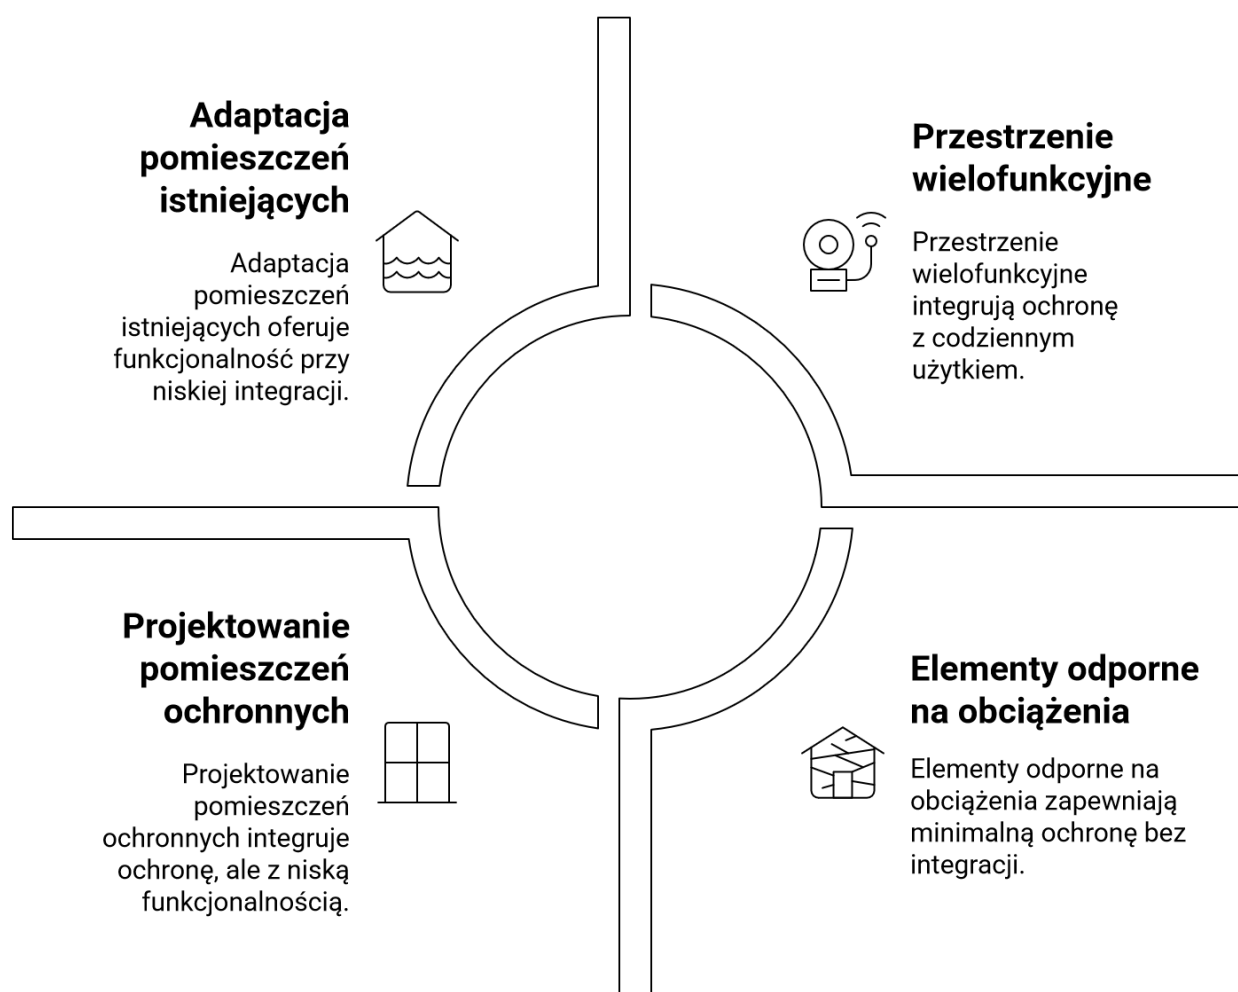 Adaptacja
pomieszczeń
istniejących
Adaptacja
pomieszczeń
istniejących oferuje
funkcjonalność przy
niskiej integracji.
Przestrzenie
wielofunkcyjne
Przestrzenie
wielofunkcyjne
integrują ochronę
z codziennym
użytkiem.
Projektowanie
pomieszczeń
ochronnych
Projektowanie
pomieszczeń
ochronnych integruje
ochronę, ale z niską
funkcjonalnością.
Elementy odporne
na obciążenia
Elementy odporne na
obciążenia zapewniają
minimalną ochronę bez
integracji.